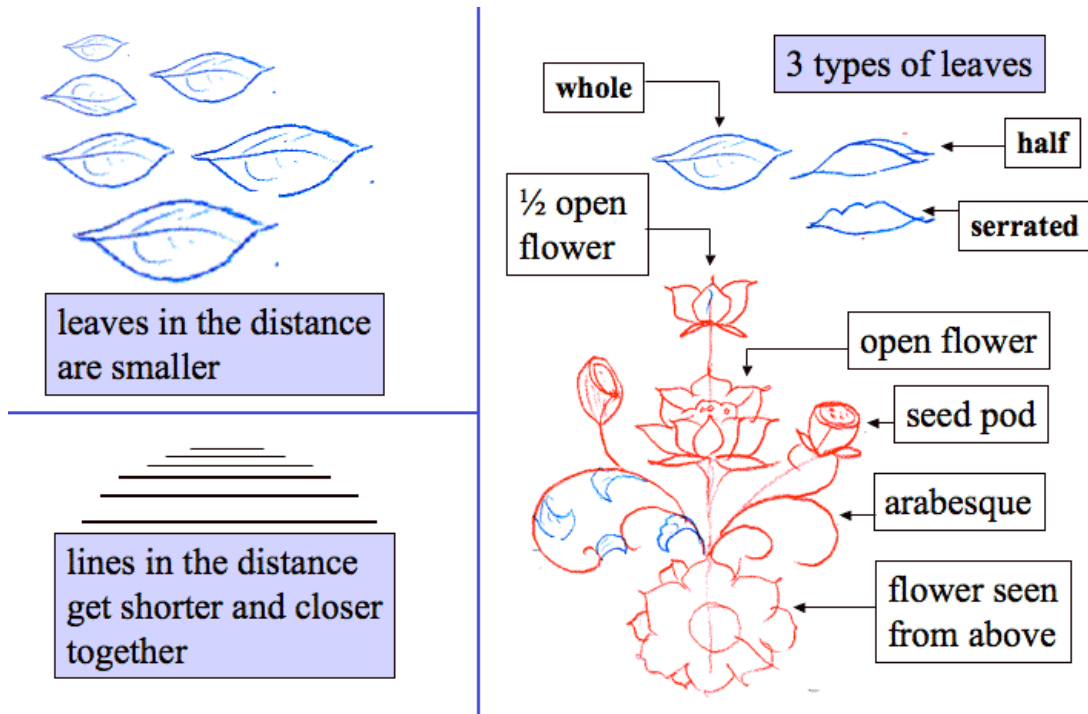 leaves in the distance
are smaller
lines in the distance
get shorter and closer
together
3 types of leaves
whole
half
serrated
½ open
flower
open flower
seed pod
arabesque
flower seen
from above